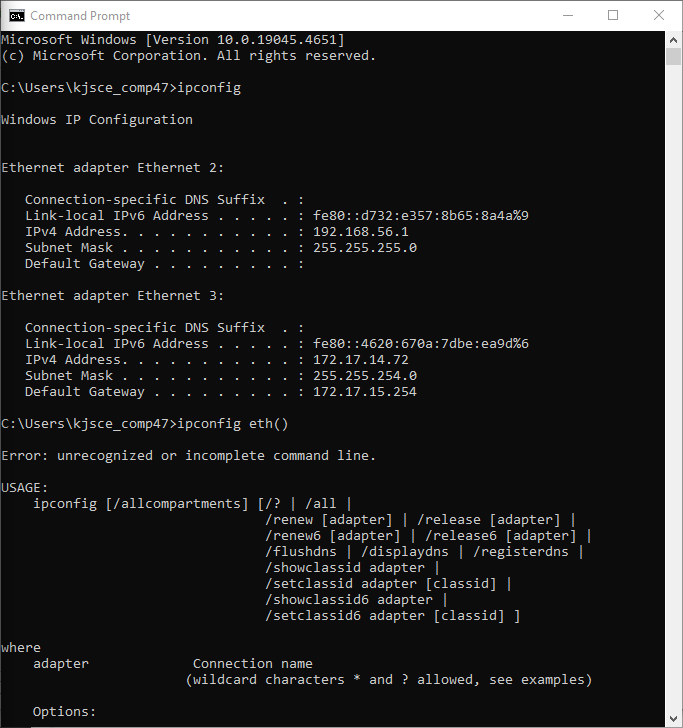 Command Prompt
Microsoft Windows [Version 10.0.19045.4651]
(c) Microsoft Corporation. All rights reserved.
C:\Users\kjsce_comp47>ipconfig
Windows IP Configuration
Ethernet adapter Ethernet 2:
   Connection-specific DNS Suffix  . :
   Link-local IPv6 Address . . . . . : fe80::d732:e357:8b65:8a4a%9
   IPv4 Address. . . . . . . . . . . : 192.168.56.1
   Subnet Mask . . . . . . . . . . . : 255.255.255.0
   Default Gateway . . . . . . . . . :
Ethernet adapter Ethernet 3:
   Connection-specific DNS Suffix  . :
   Link-local IPv6 Address . . . . . : fe80::4620:670a:7dbe:ea9d%6
   IPv4 Address. . . . . . . . . . . : 172.17.14.72
   Subnet Mask . . . . . . . . . . . : 255.255.254.0
   Default Gateway . . . . . . . . . : 172.17.15.254
C:\Users\kjsce_comp47>ipconfig eth()
Error: unrecognized or incomplete command line.
USAGE:
    ipconfig [/allcompartments] [/? | /all |
                                 /renew [adapter] | /release [adapter] |
                                 /renew6 [adapter] | /release6 [adapter] |
                                 /flushdns | /displaydns | /registerdns |
                                 /showclassid adapter |
                                 /setclassid adapter [classid] |
                                 /showclassid6 adapter |
                                 /setclassid6 adapter [classid] ]
where
    adapter             Connection name
                       (wildcard characters * and ? allowed, see examples)
    Options: